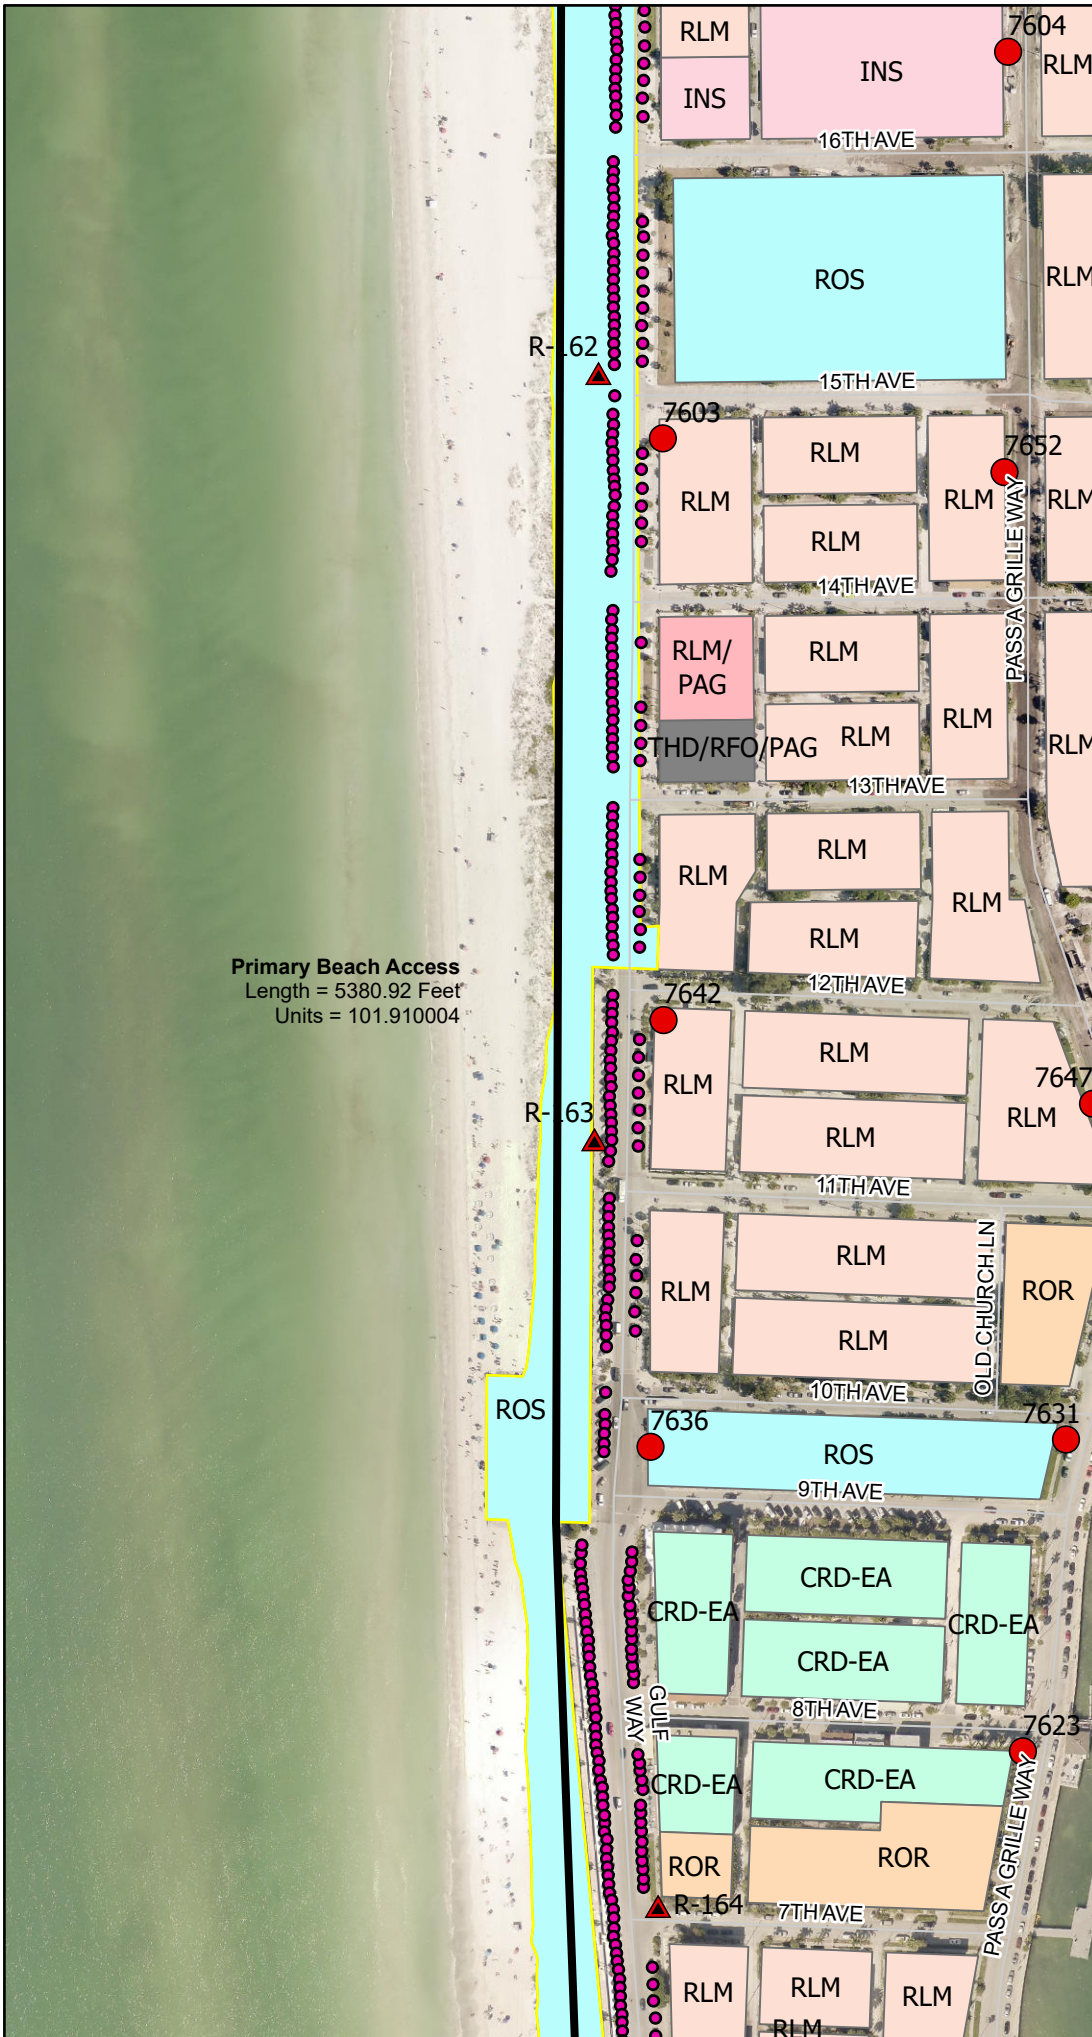 7604
RLM
RLM
INS
INS
16TH AVE
ROS
RLM
R-162
15TH AVE
7603
7652
RLM
RLM
RLM
RLM
RLM
14TH AVE
PASS A GRILLE WAY
RLM/
PAG
RLM
RLM
THD/RFO/PAG
RLM
RLM
13TH AVE
RLM
RLM
RLM
RLM
Primary Beach Access
Length = 5380.92 Feet
Units = 101.910004
12TH AVE
7642
RLM
RLM
7647
R-163
RLM
RLM
11TH AVE
RLM
RLM
OLD CHURCH LN
ROR
RLM
10TH AVE
ROS
7636
7631
ROS
9TH AVE
CRD-EA
CRD-EA
CRD-EA
CRD-EA
GULF
WAY
8TH AVE
7623
CRD-EA
CRD-EA
ROR
ROR
R-164
7TH AVE
PASS A GRILLE WAY
RLM
RLM
RLM
RLM